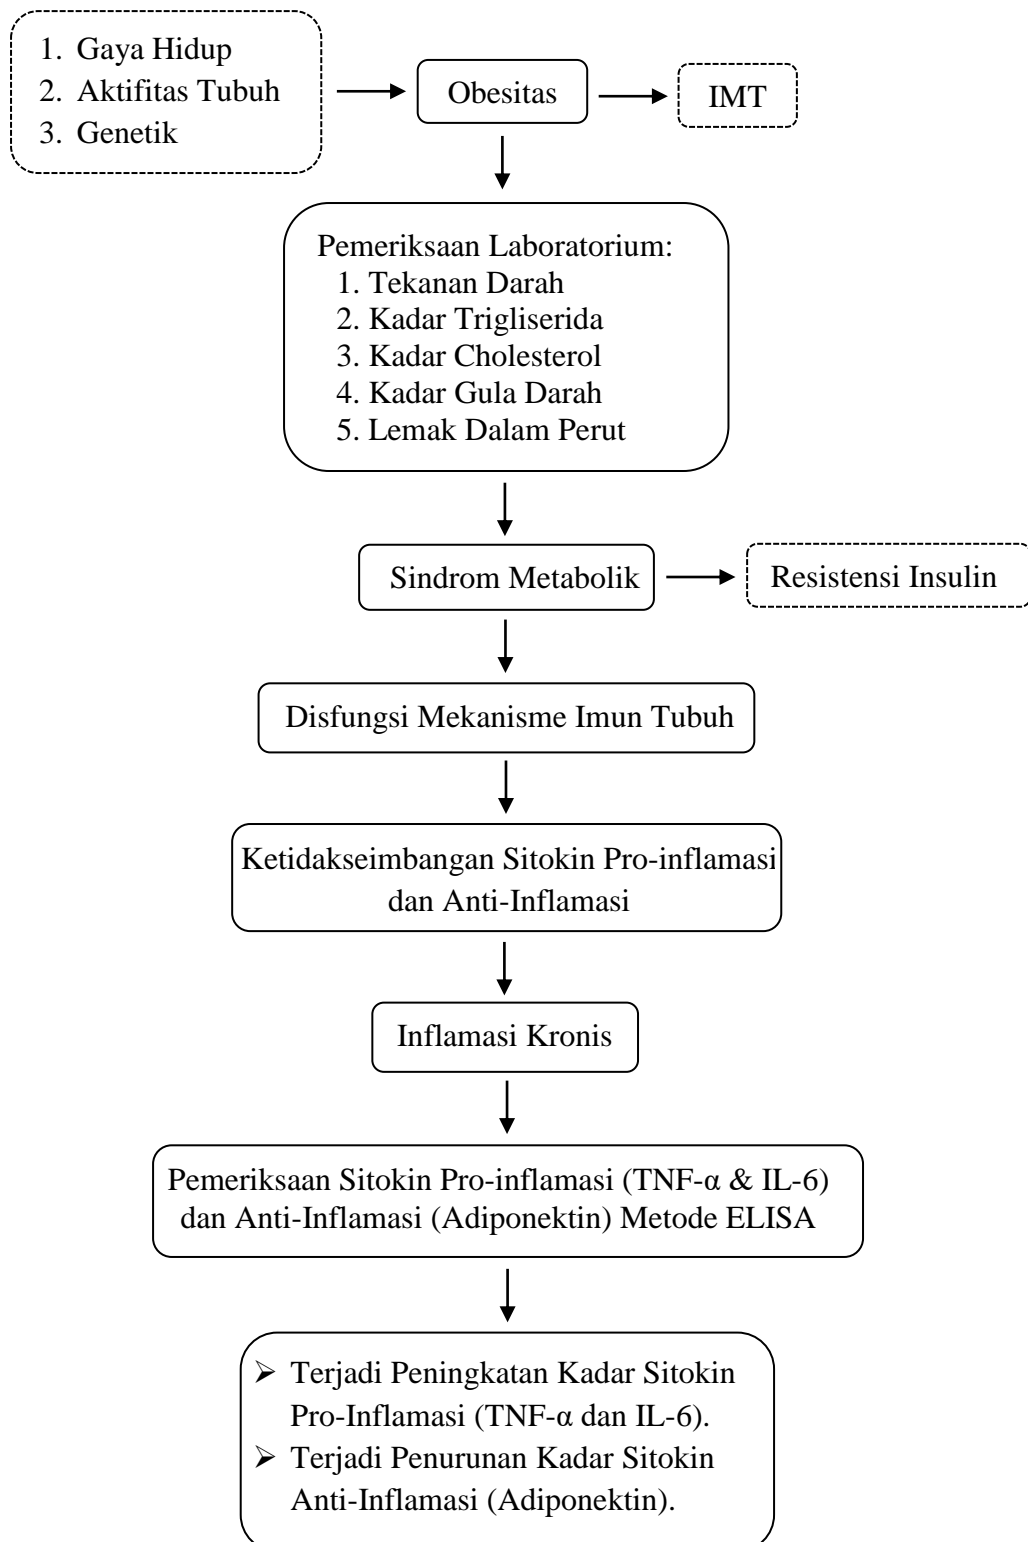 1. Gaya Hidup
2. Aktifitas Tubuh
3. Genetik
Obesitas
IMT
Pemeriksaan Laboratorium:
1. Tekanan Darah
2. Kadar Trigliserida
3. Kadar Cholesterol
4. Kadar Gula Darah
5. Lemak Dalam Perut
Sindrom Metabolik
Resistensi Insulin
Disfungsi Mekanisme Imun Tubuh
Ketidakseimbangan Sitokin Pro-inflamasi
dan Anti-Inflamasi
Inflamasi Kronis
Pemeriksaan Sitokin Pro-inflamasi (TNF-α & IL-6)
dan Anti-Inflamasi (Adiponektin) Metode ELISA
➢ Terjadi Peningkatan Kadar Sitokin
Pro-Inflamasi (TNF-α dan IL-6).
➢ Terjadi Penurunan Kadar Sitokin
Anti-Inflamasi (Adiponektin).